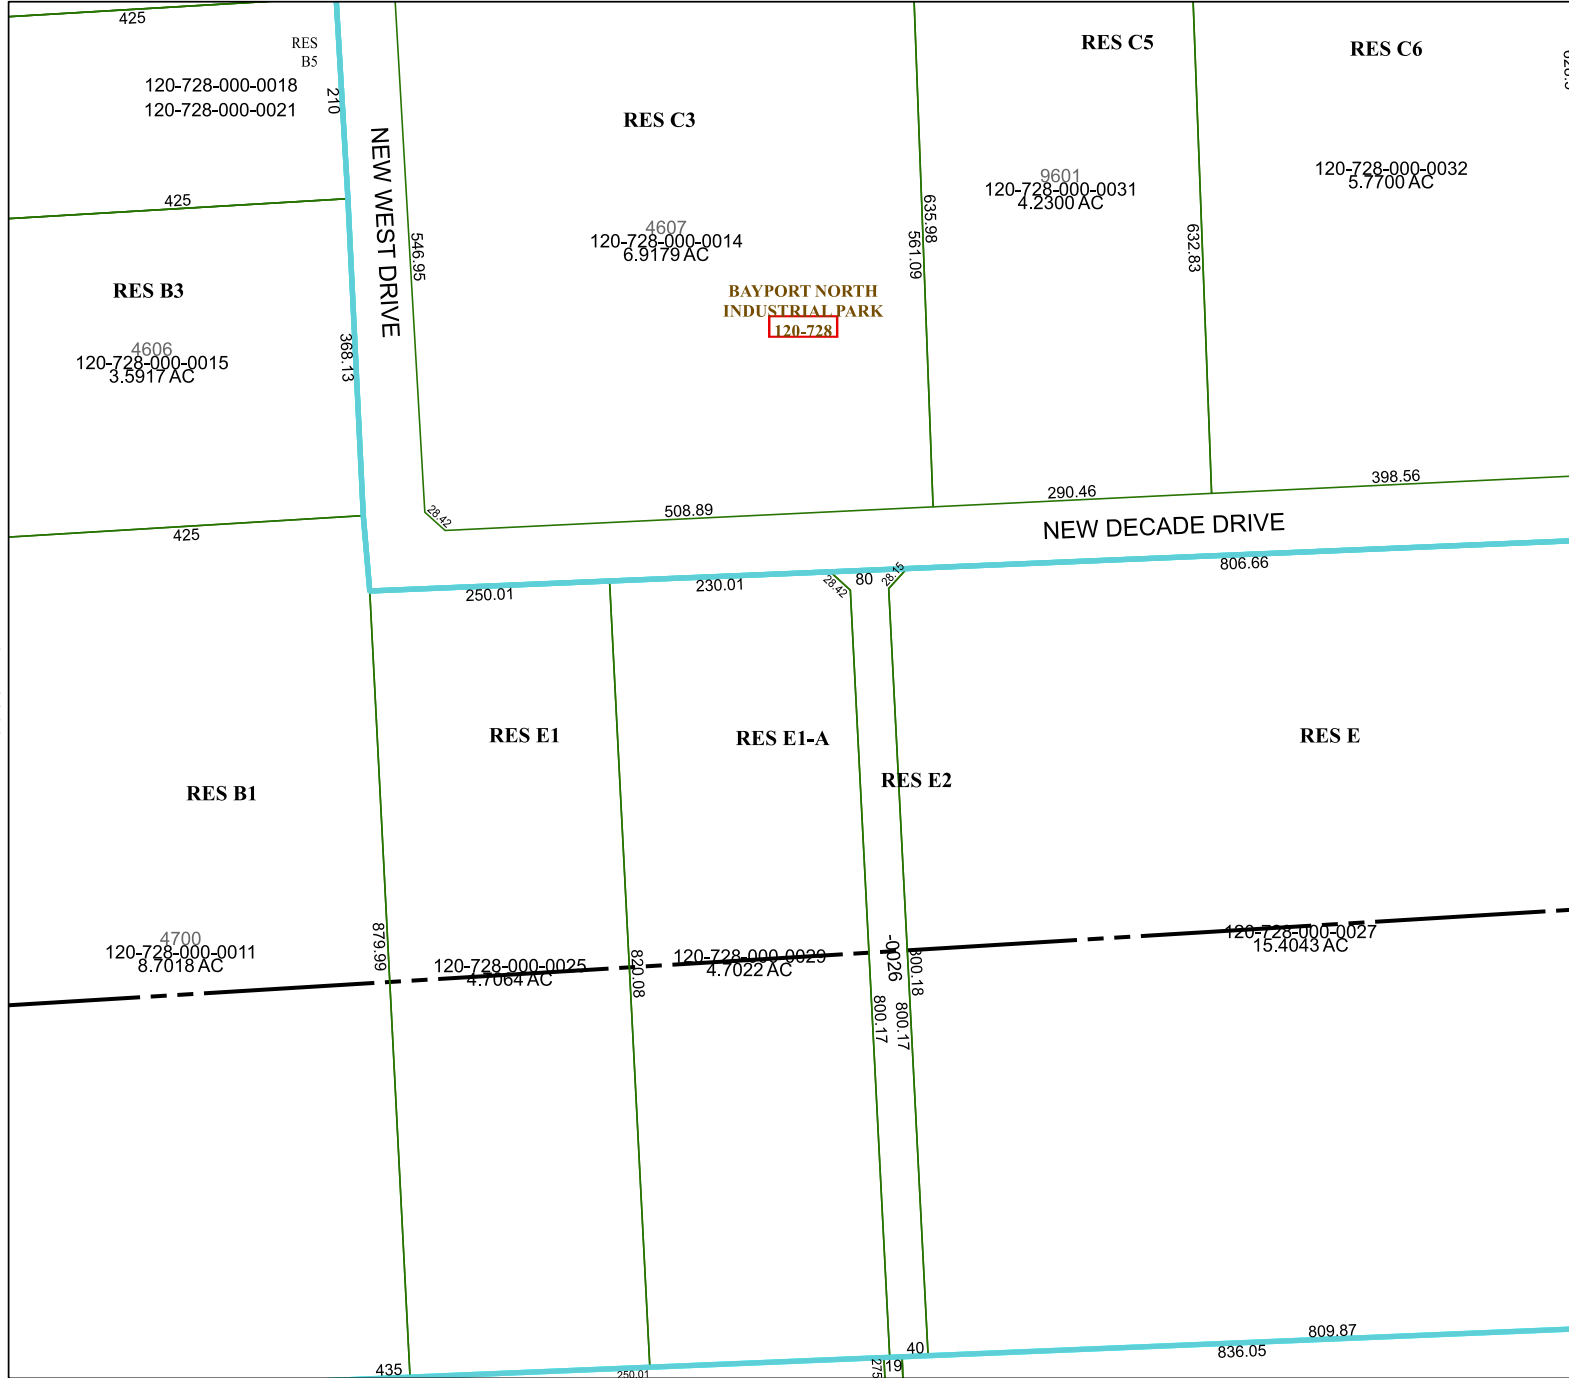 425
RES
B5
120-728-000-0018
120-728-000-0021
210
425
NEW WEST DRIVE
RES B3
4606
120-728-000-0015
3.5917 AC
368.13
546.95
425
RES C3
4607
120-728-000-0014
6.9179 AC
BAYPORT NORTH
INDUSTRIAL PARK
120-728
635.98
561.09
RES C5
9601
120-728-000-0031
4.2300 AC
632.83
RES C6
120-728-000-0032
5.7700 AC
28.42
508.89
290.46
398.56
NEW DECADE DRIVE
250.01
230.01
28.42
80
28.15
806.66
RES B1
4700
120-728-000-0011
8.7018 AC
879.99
RES E1
120-728-000-0025
4.7064 AC
820.08
RES E1-A
120-728-000-0029
4.7022 AC
RES E2
-0026
800.17
800.17
800.18
RES E
120-728-000-0027
15.4043 AC
435
250.01
275
19
40
809.87
836.05